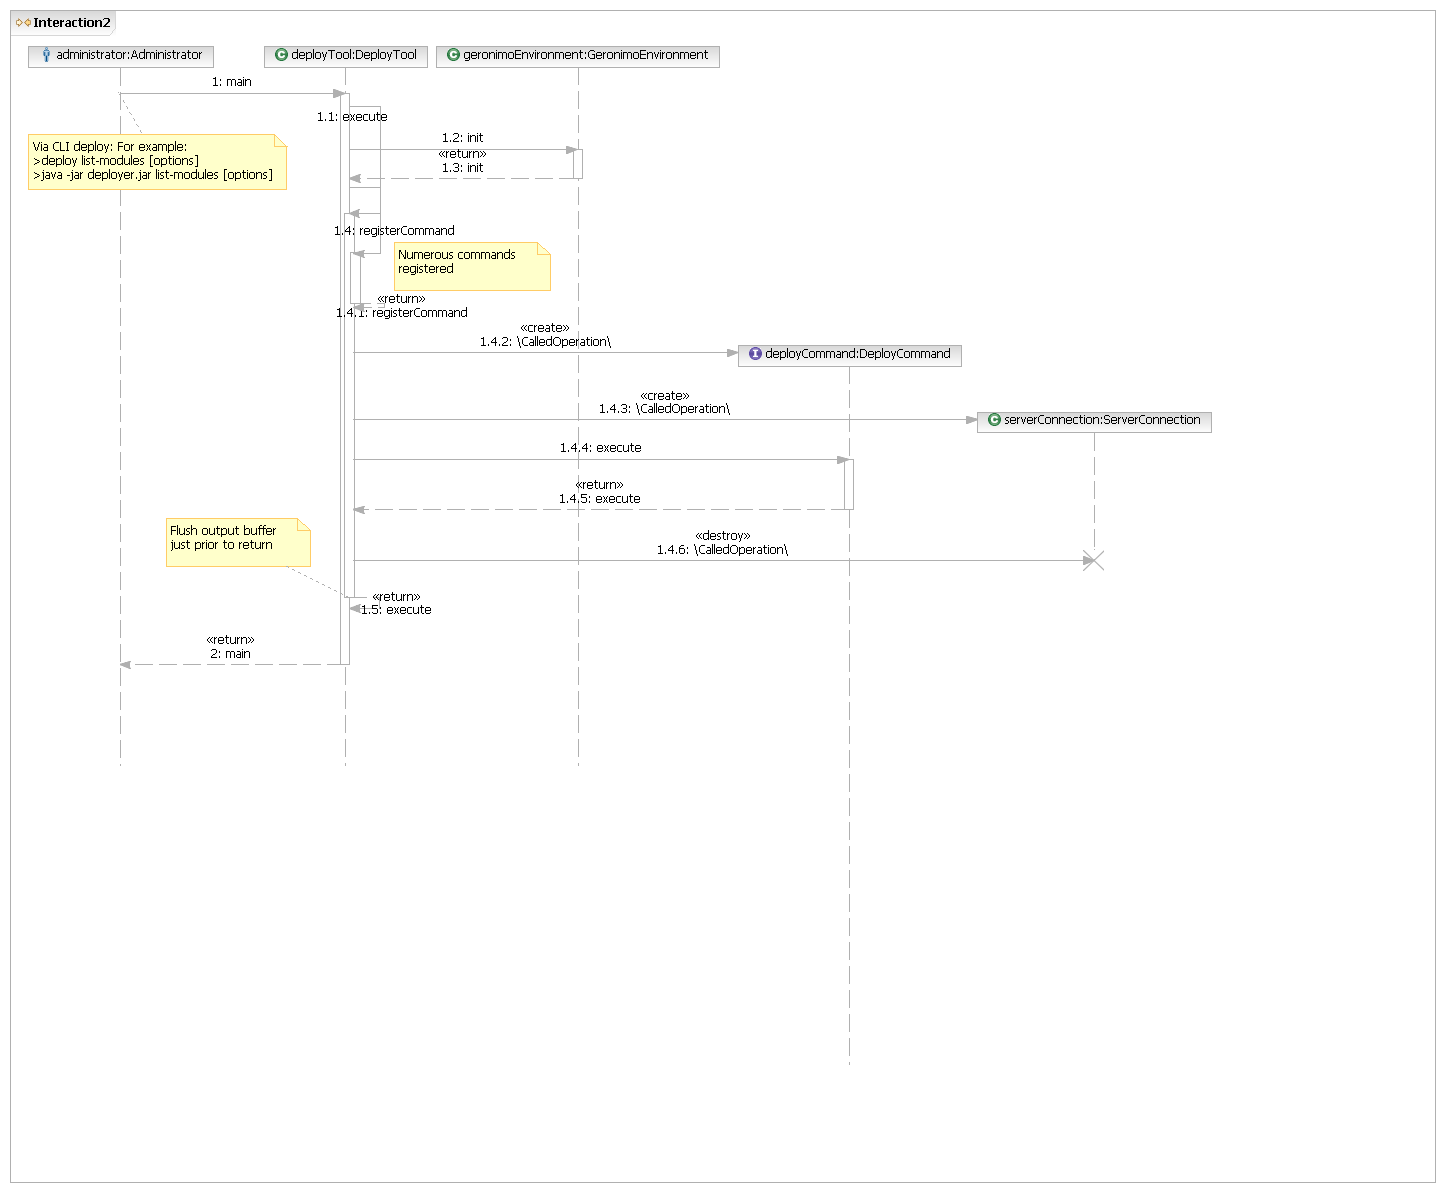 Interaction2
administrator:Administrator
deployTool:DeployTool
geronimoEnvironment:GeronimoEnvironment
1: main
1.1: execute
1.2: init
Via CLI deploy: For example:
>deploy list-modules [options]
>java -jar deployer.jar list-modules [options]
«return»
1.3: init
1.4: registerCommand
Numerous commands
registered
«return»
1.4.1: registerCommand
«create»
1.4.2: \CalledOperation\
deployCommand:DeployCommand
«create»
1.4.3: \CalledOperation\
serverConnection:ServerConnection
1.4.4: execute
«return»
1.4.5: execute
Flush output buffer
just prior to return
«destroy»
1.4.6: \CalledOperation\
«return»
1.5: execute
«return»
2: main